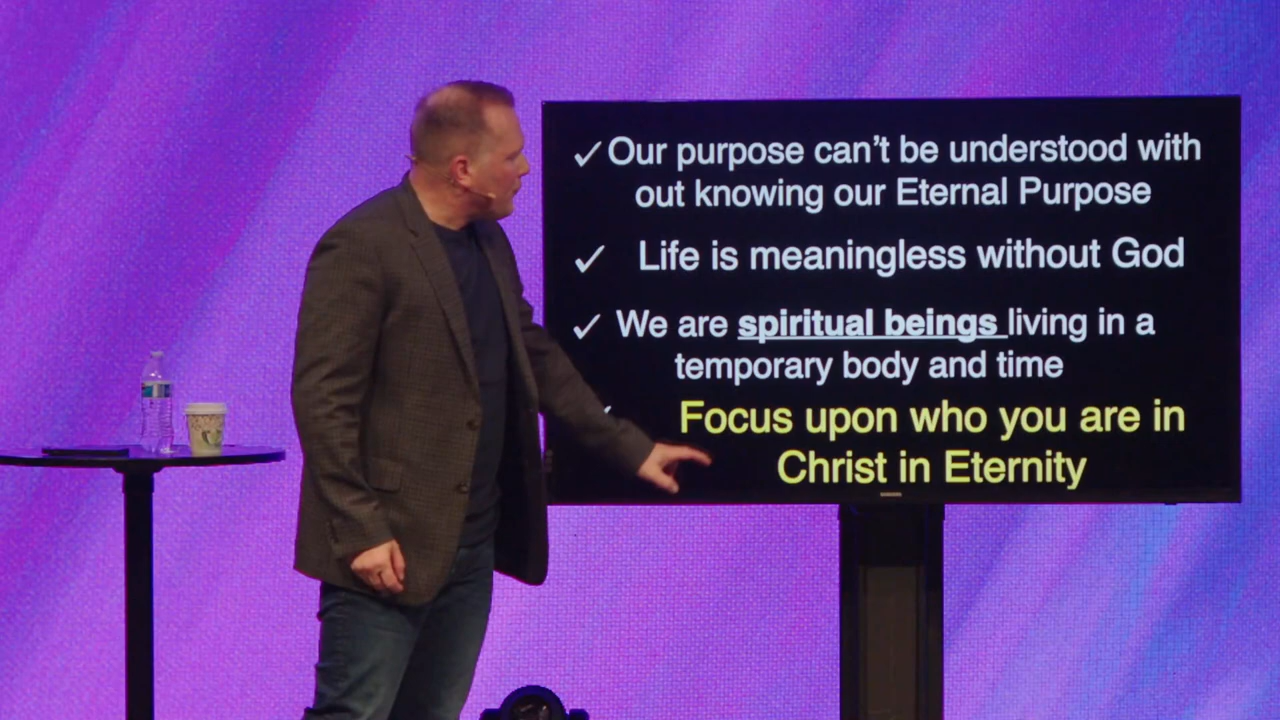 ✓Our purpose can't be understood with
out knowing our Eternal Purpose
✓ Life is meaningless without God
✓ We are spiritual beings living in a
temporary body and time
Focus upon who you are in
Christ in Eternity